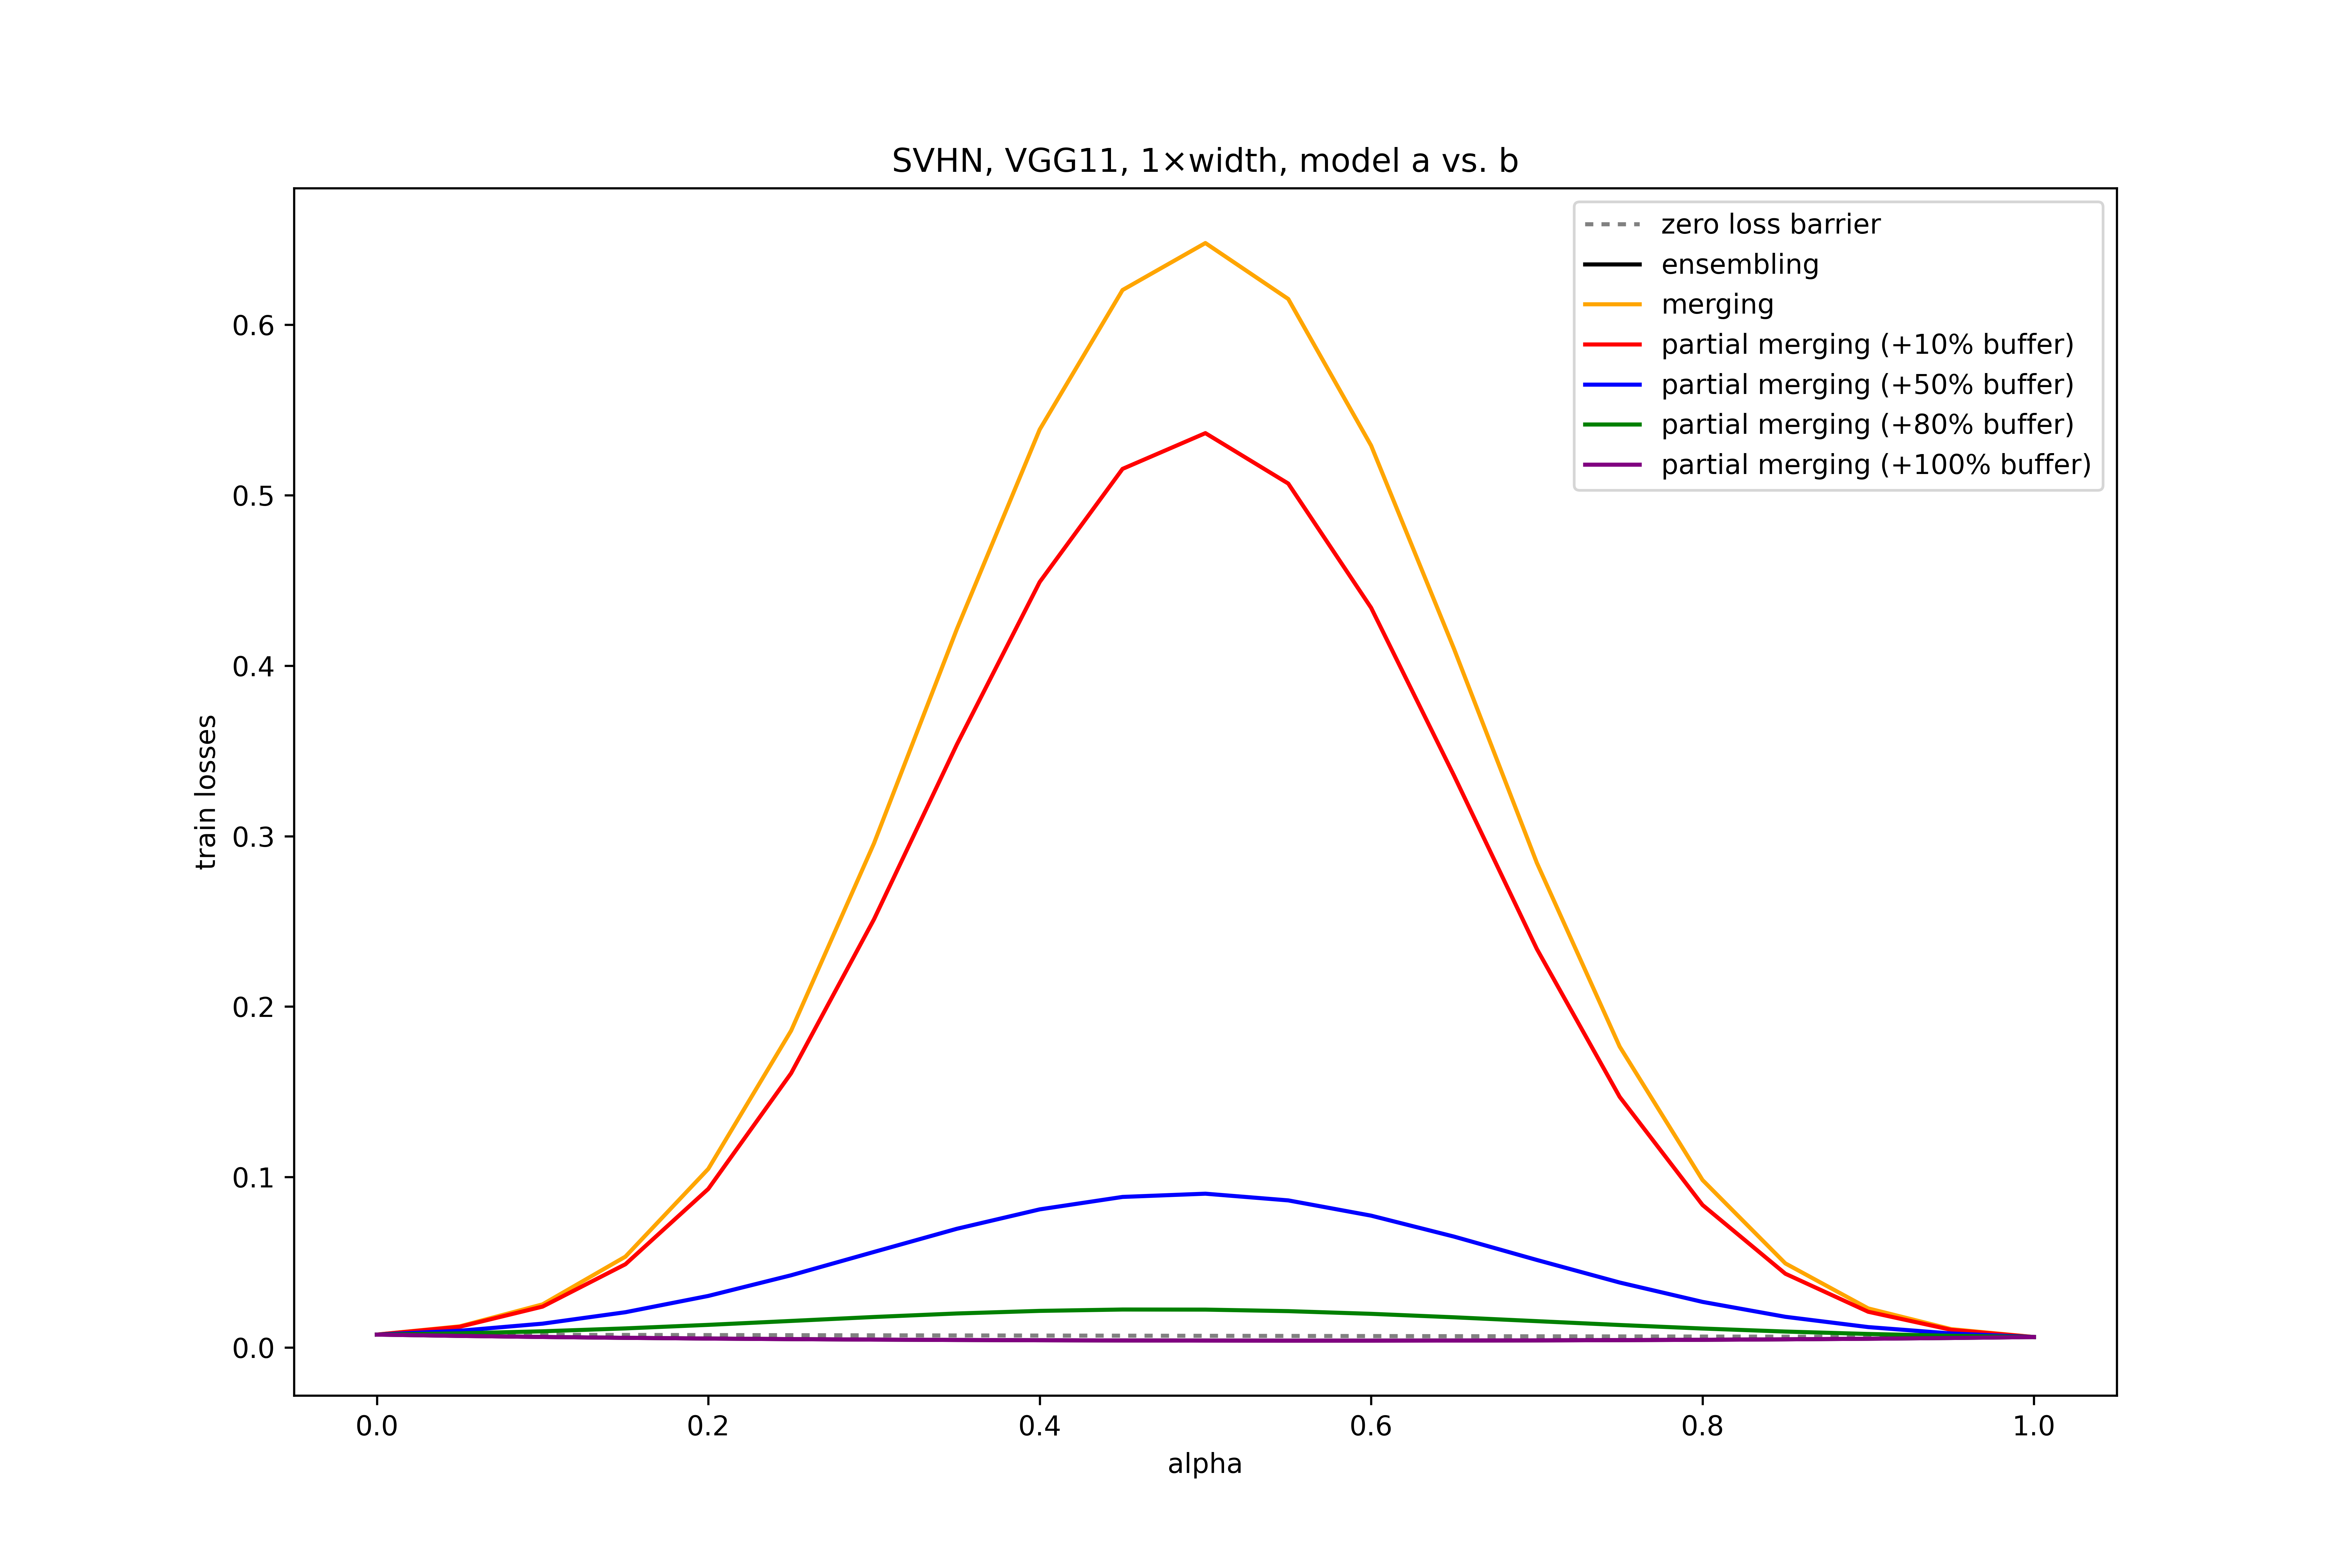 SVHN, VGG11, 1×width, model a vs. b
zero loss barrier
ensembling
merging
partial merging (+10% buffer)
partial merging (+50% buffer)
partial merging (+80% buffer)
partial merging (+100% buffer)
train losses
0.6
0.5
0.4
0.3
0.2
0.1
0.0
0.0 0.2 0.4 0.6 0.8 1.0
alpha